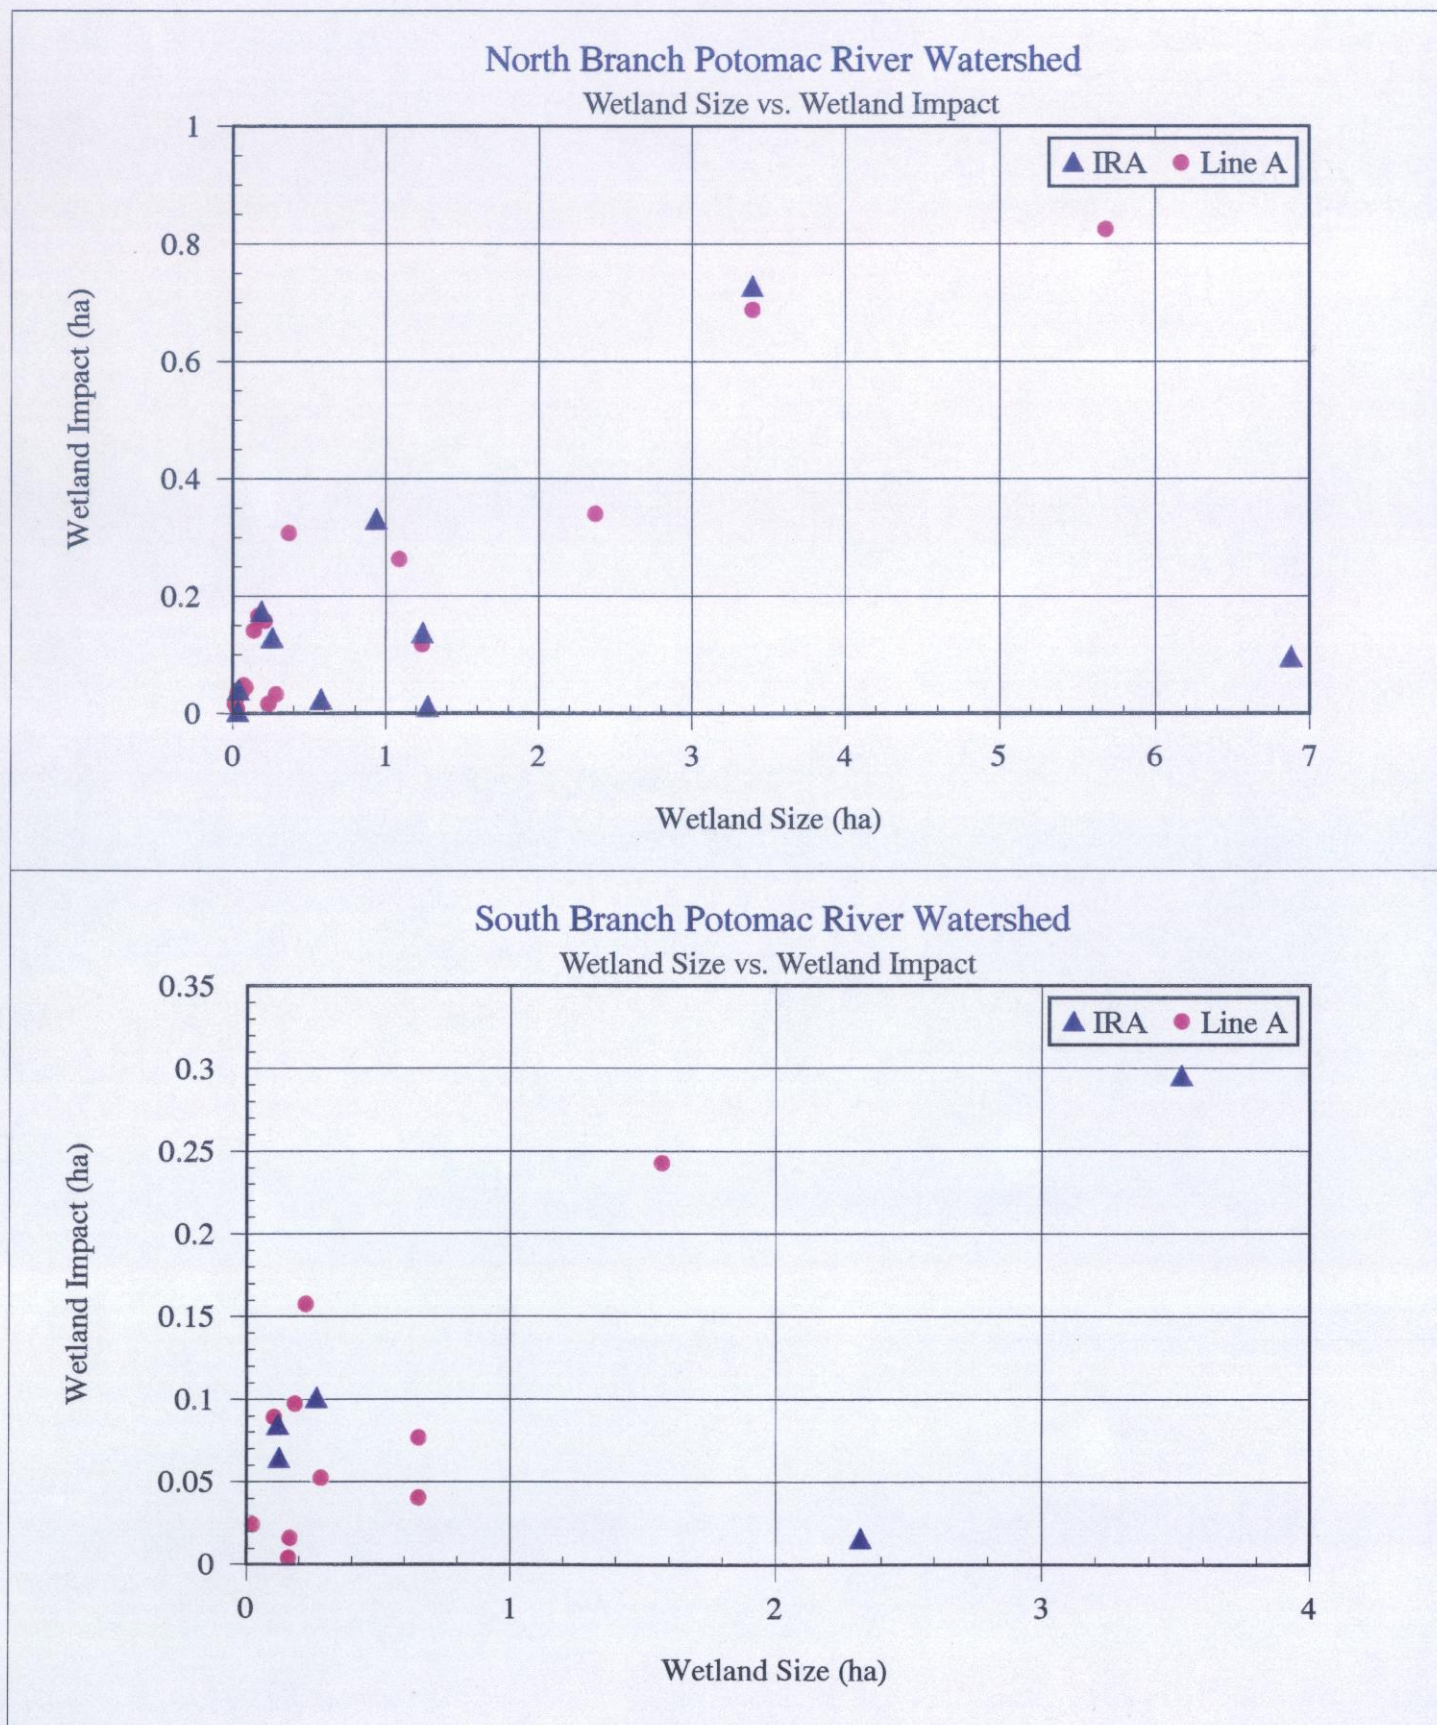 North Branch Potomac River Watershed
Wetland Size vs. Wetland Impact
IRA Line A
1
0.8
0.6
0.4
0.2
0
Wetland Impact (ha)
0 1 2 3 4 5 6 7
Wetland Size (ha)
South Branch Potomac River Watershed
Wetland Size vs. Wetland Impact
IRA Line A
0.35
0.3
0.25
0.2
0.15
0.1
0.05
0
Wetland Impact (ha)
0 1 2 3 4
Wetland Size (ha)